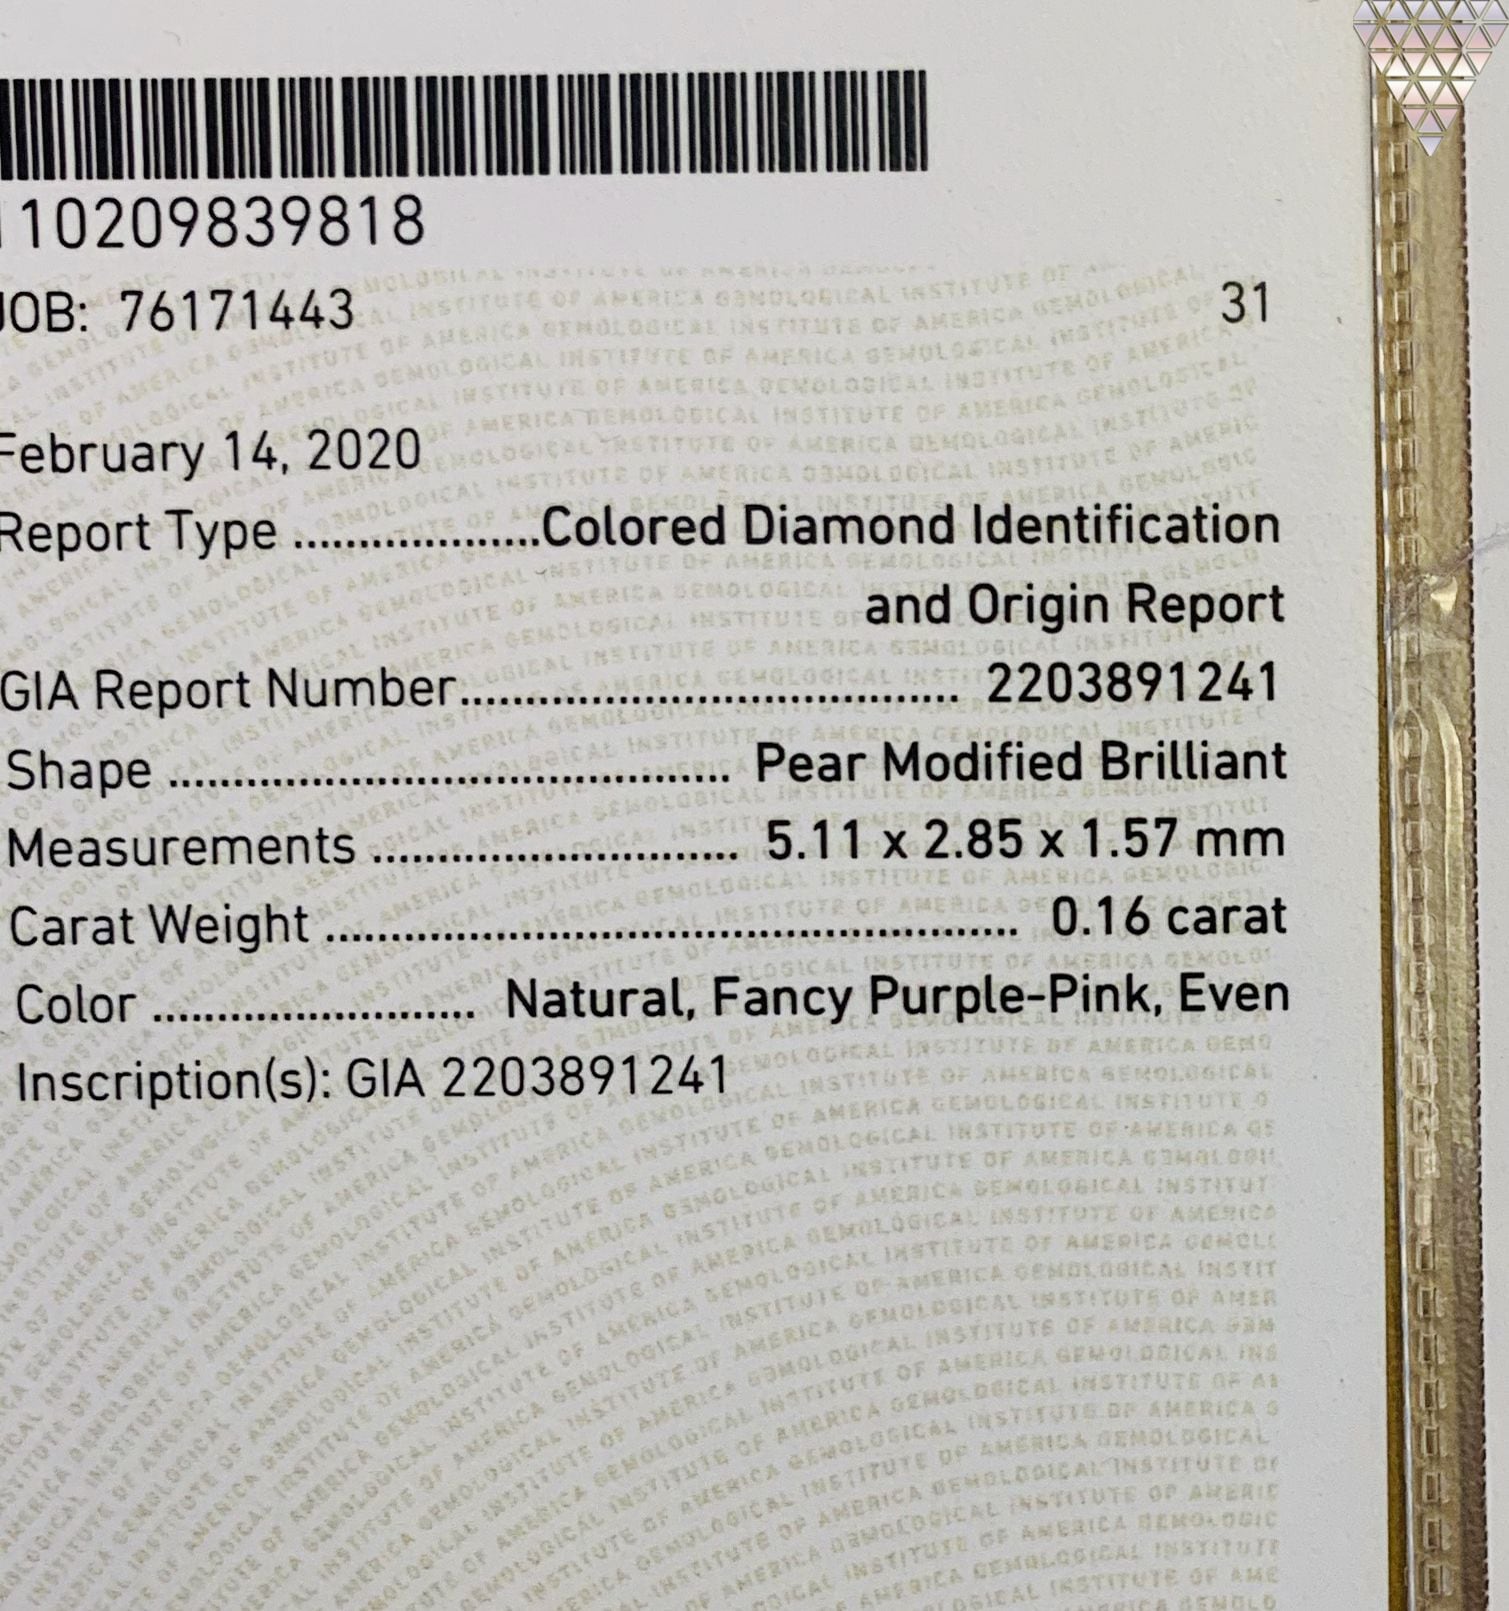 110209839818
JOB: 76171443 31
February 14, 2020
Report Type ...................Colored Diamond Identification
and Origin Report
GIA Report Number...................................... 2203891241
Shape ........................................... Pear Modified Brilliant
Measurements ............................ 5.11 x 2.85 x 1.57 mm
Carat Weight ..................................................... 0.16 carat
Color ......................... Natural, Fancy Purple-Pink, Even
Inscription(s): GIA 2203891241